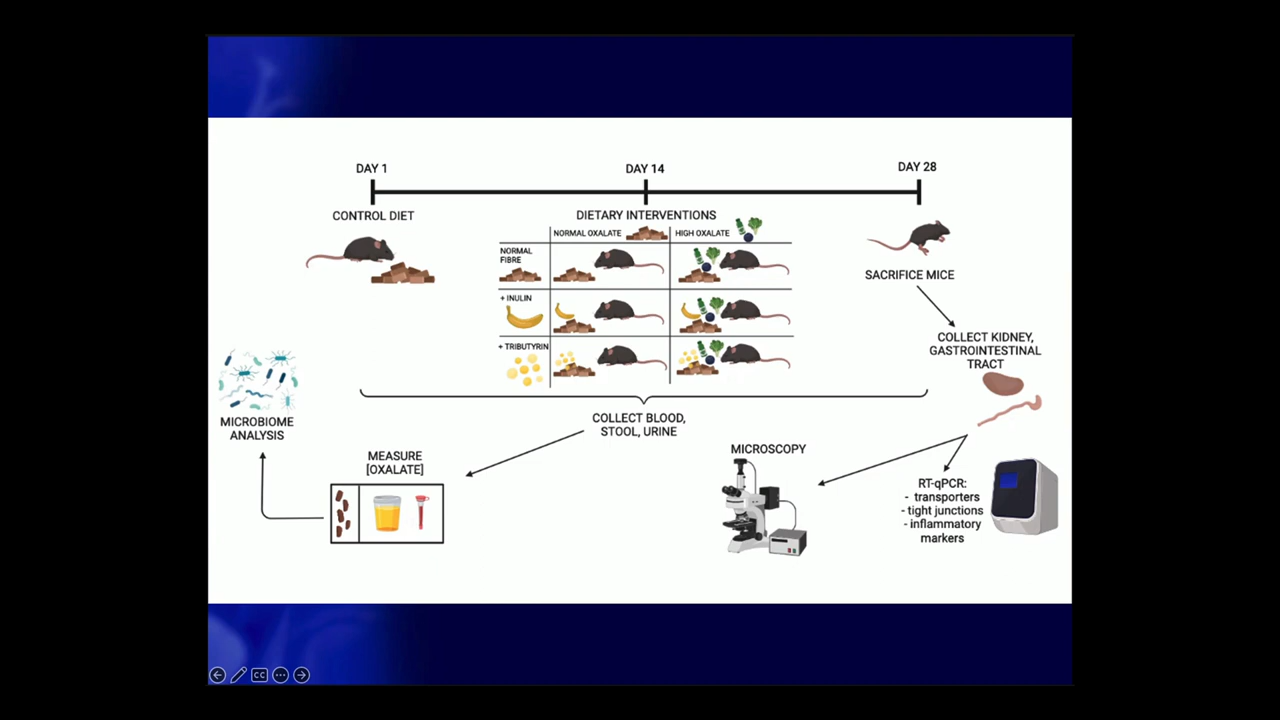 DAY 1
DAY 14
DAY 28
CONTROL DIET
DIETARY INTERVENTIONS
NORMAL OXALATE
HIGH OXALATE
NORMAL
FIBRE
+ INULIN
+ TRIBUTYRIN
SACRIFICE MICE
COLLECT KIDNEY,
GASTROINTESTINAL
TRACT
COLLECT BLOOD,
STOOL, URINE
MICROBIOME
ANALYSIS
MEASURE
[OXALATE]
MICROSCOPY
RT-qPCR:
- transporters
- tight junctions
- inflammatory
markers
CC